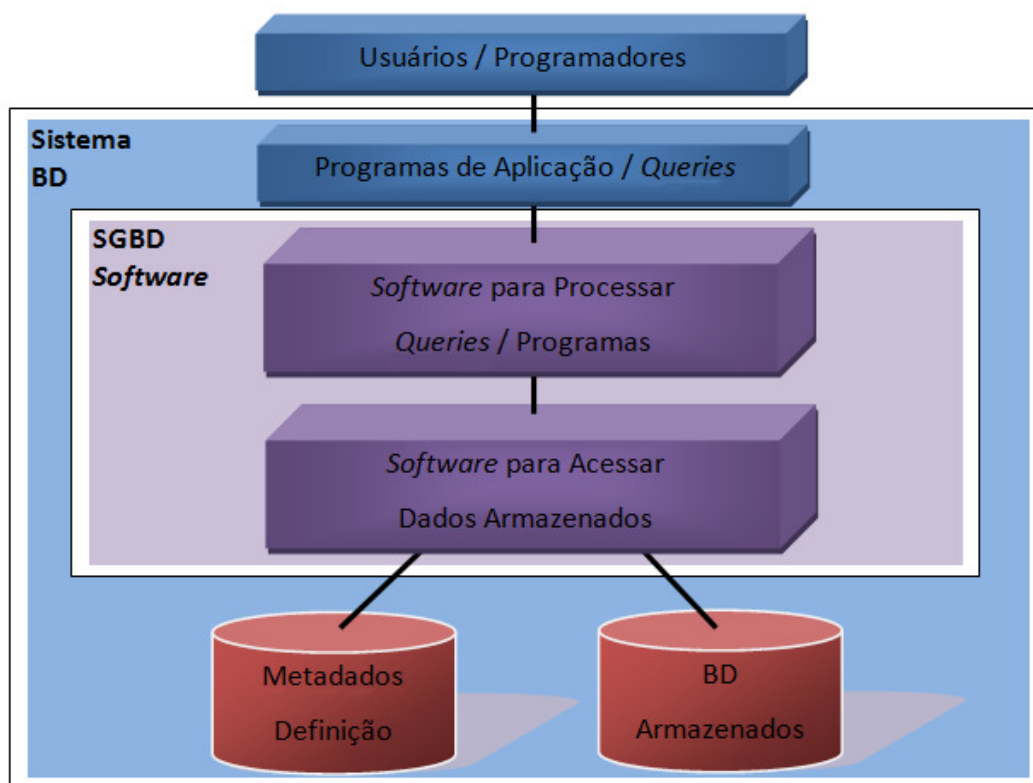 Usuários / Programadores
Sistema
BD
Programas de Aplicação / Queries
SGBD
Software
Software para Processar
Queries / Programas
Software para Acessar
Dados Armazenados
Metadados
Definição
BD
Armazenados